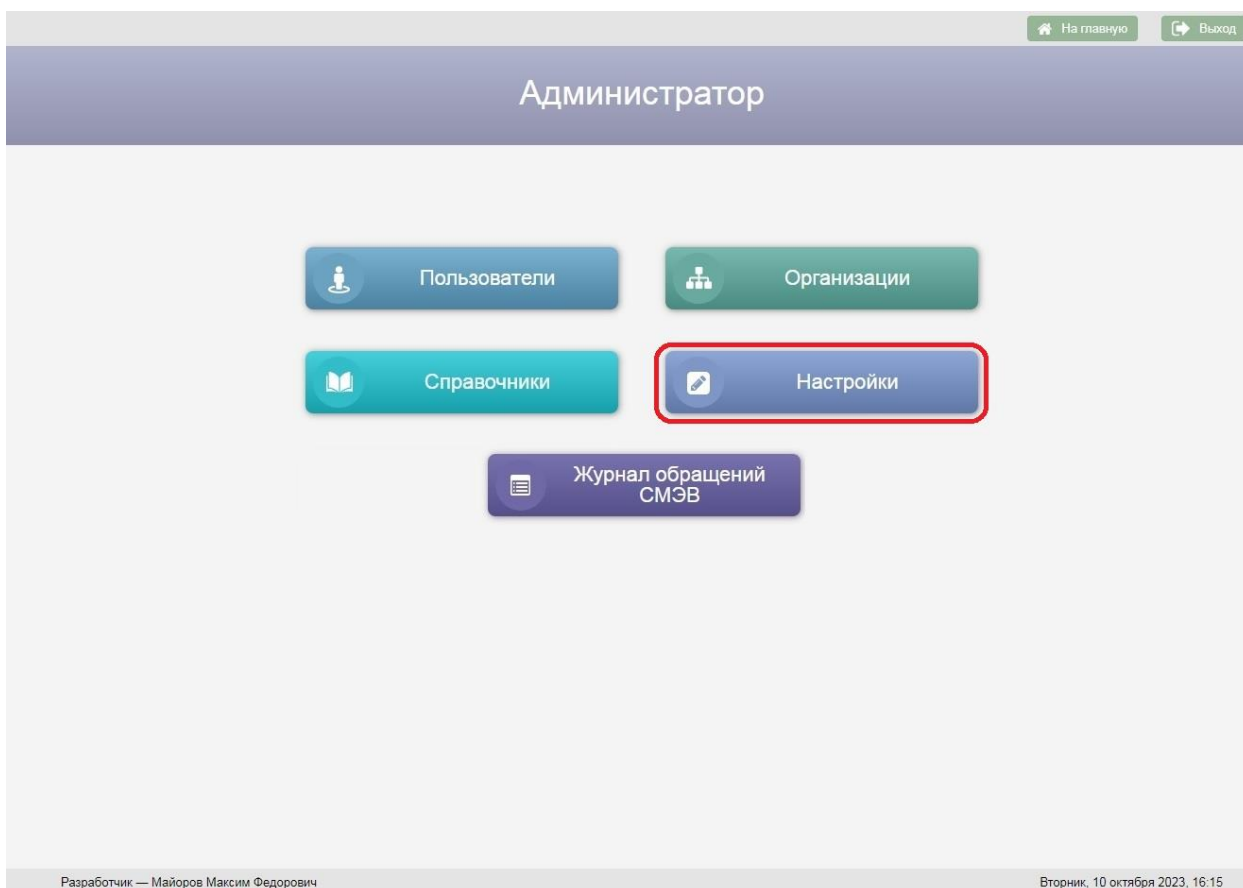 На главную
Выход
Администратор
Пользователи
Организации
Справочники
Настройки
Журнал обращений
СМЭВ
Разработчик — Майоров Максим Федорович
Вторник, 10 октября 2023, 16:15